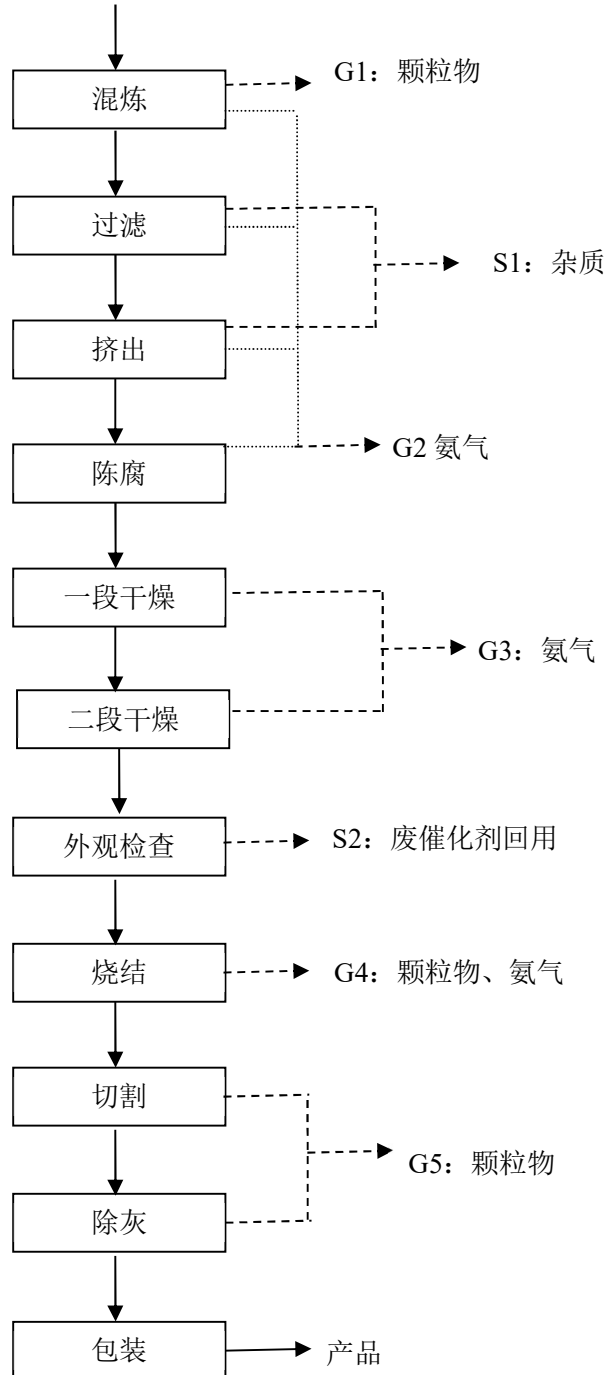 G1：颗粒物
混炼
过滤
S1：杂质
挤出
G2 氨气
陈腐
一段干燥
G3：氨气
二段干燥
外观检查
S2：废催化剂回用
烧结
G4：颗粒物、氨气
切割
G5：颗粒物
除灰
包装
产品